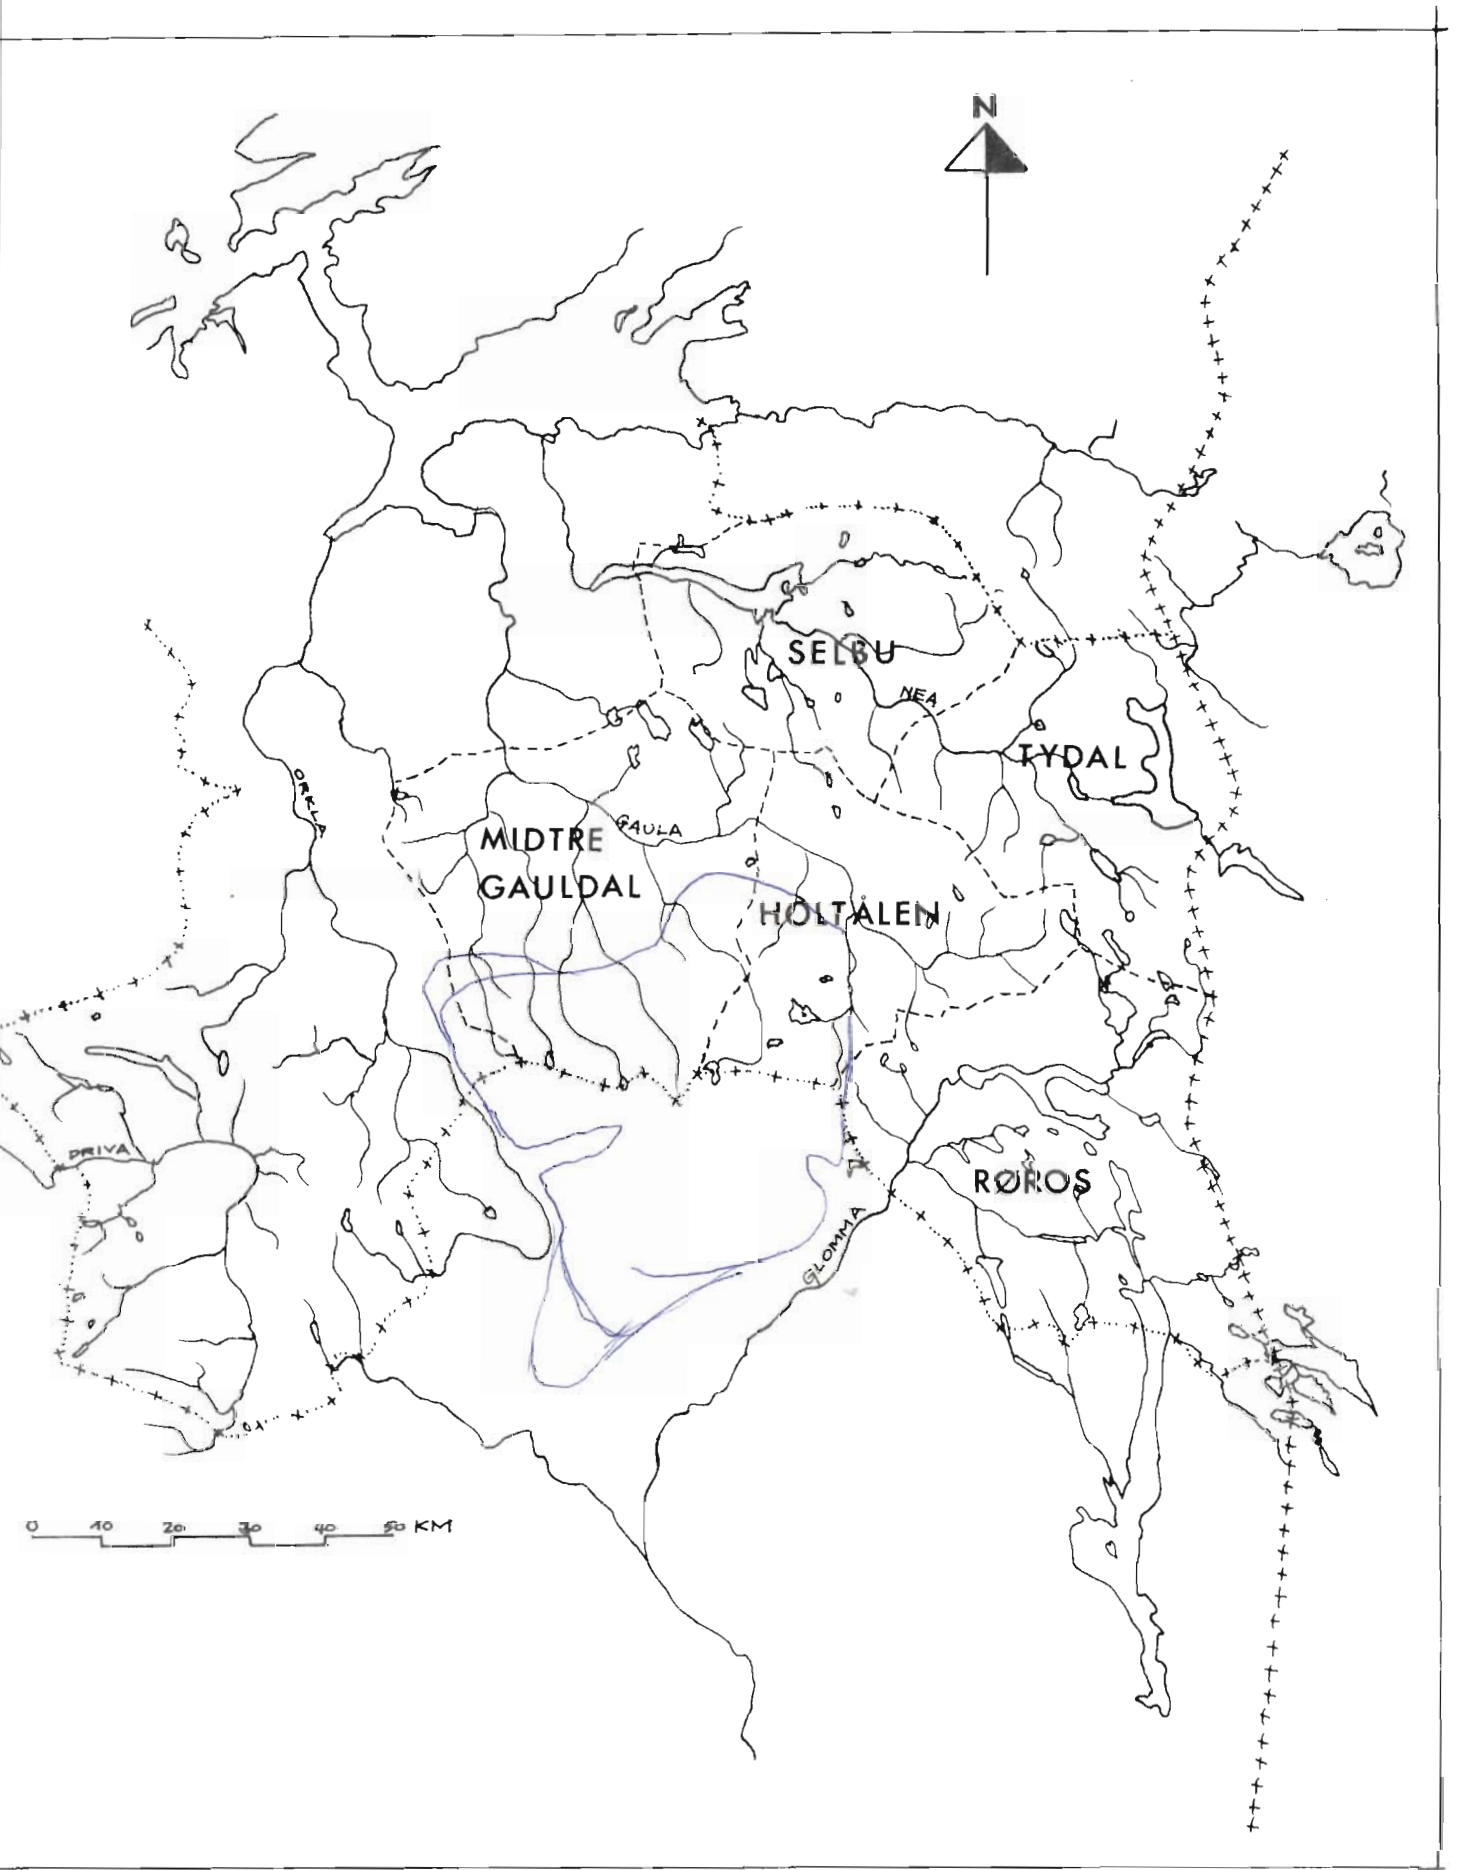 N
SELBU
NEA
TYDAL
ORKLA
GAULA
MIDTRE
GAULDAL
HOLTÅLEN
DRIVA
RØROS
GLOMMA
0 10 20 30 40 50 KM